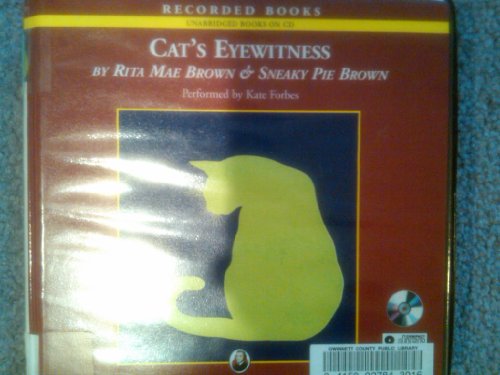 RECORDED BOOKS
UNABRIDGED BOOKS ON CD
CAT'S EYEWITNESS
BY RITA MAE BROWN & SNEAKY PIE BROWN
Performed by Kate Forbes
GWINNETT COUNTY PUBLIC LIBRARY